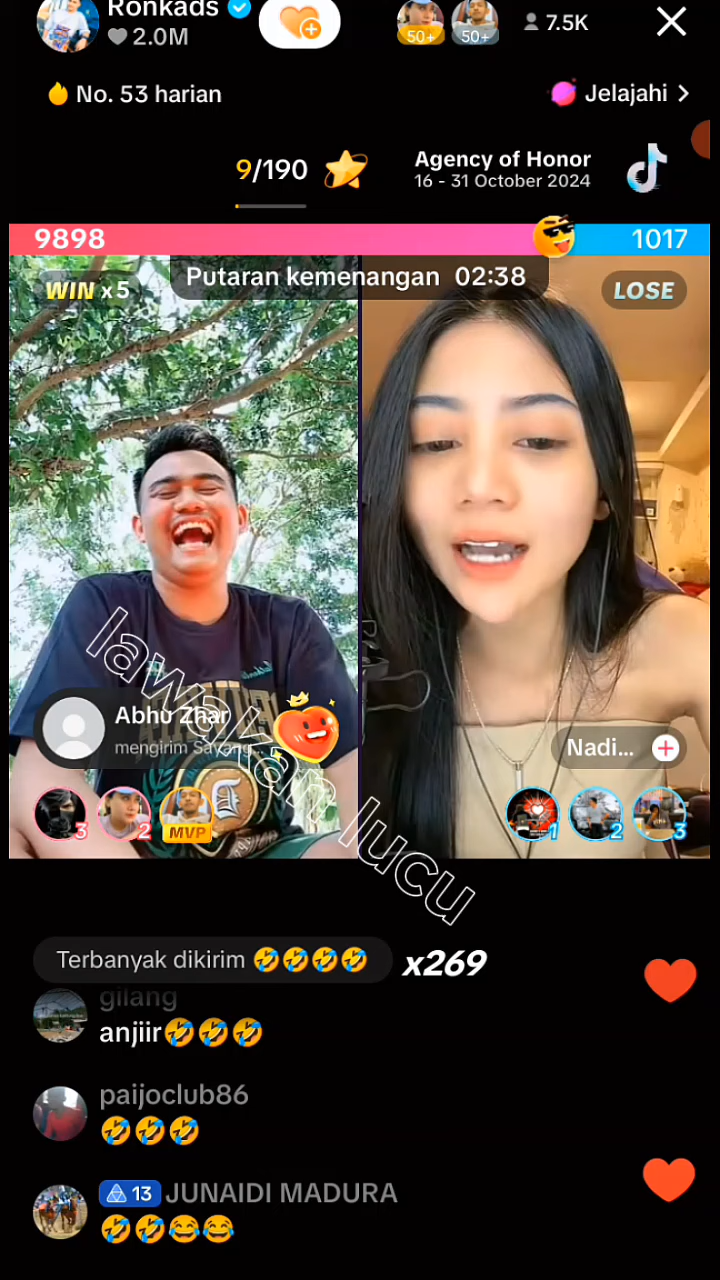 Ronkads
2.0M
50+
50+
7.5K
No. 53 harian
Jelajahi >
9/190
Agency of Honor
16 - 31 October 2024
9898
1017
WIN x5
Putaran kemenangan 02:38
LOSE
lawakan lucu
Abhu Zhar
mengirim Sayang...
Nadi...
3
2
MVP
1
2
3
Terbanyak dikirim 🤣🤣🤣🤣 x269
gilang
anjiir🤣🤣🤣
paijoclub86
🤣🤣🤣
13 JUNAIDI MADURA
🤣🤣😂😂